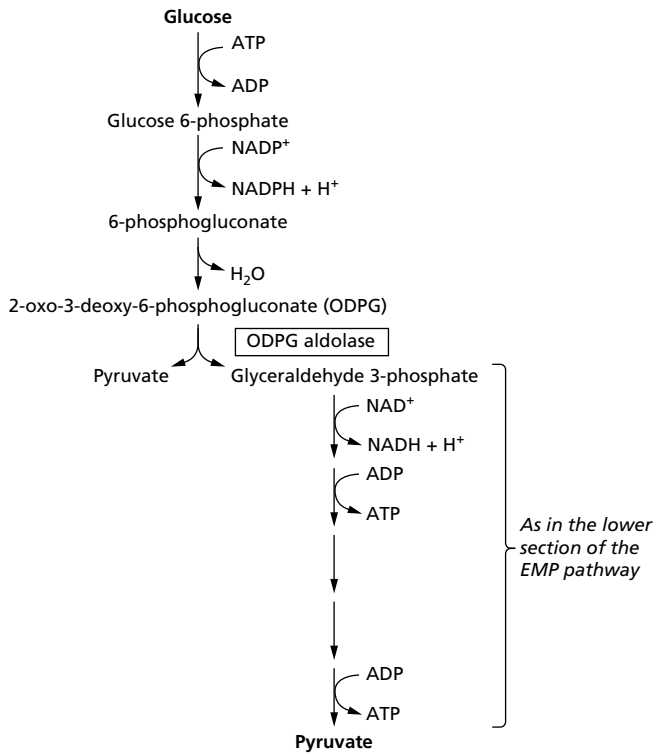 Glucose
ATP
ADP
Glucose 6-phosphate
NADP⁺
NADPH + H⁺
6-phosphogluconate
H₂O
2-oxo-3-deoxy-6-phosphogluconate (ODPG)
ODPG aldolase
Pyruvate
Glyceraldehyde 3-phosphate
NAD⁺
NADH + H⁺
ADP
ATP
As in the lower
section of the
EMP pathway
ADP
ATP
Pyruvate